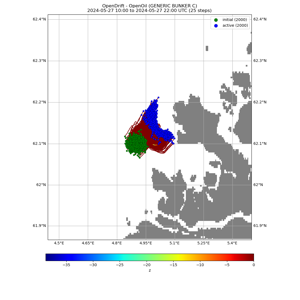 OpenDrift - OpenOil (GENERIC BUNKER C)
2024-05-27 10:00 to 2024-05-27 22:00 UTC (25 steps)
initial (2000)
active (2000)
62.4°N 62.4°N
62.3°N 62.3°N
62.2°N 62.2°N
62.1°N 62.1°N
62°N 62°N
61.9°N 61.9°N
4.5°E 4.65°E 4.8°E 4.95°E 5.1°E 5.25°E 5.4°E
−35 −30 −25 −20 −15 −10 −5 0
z